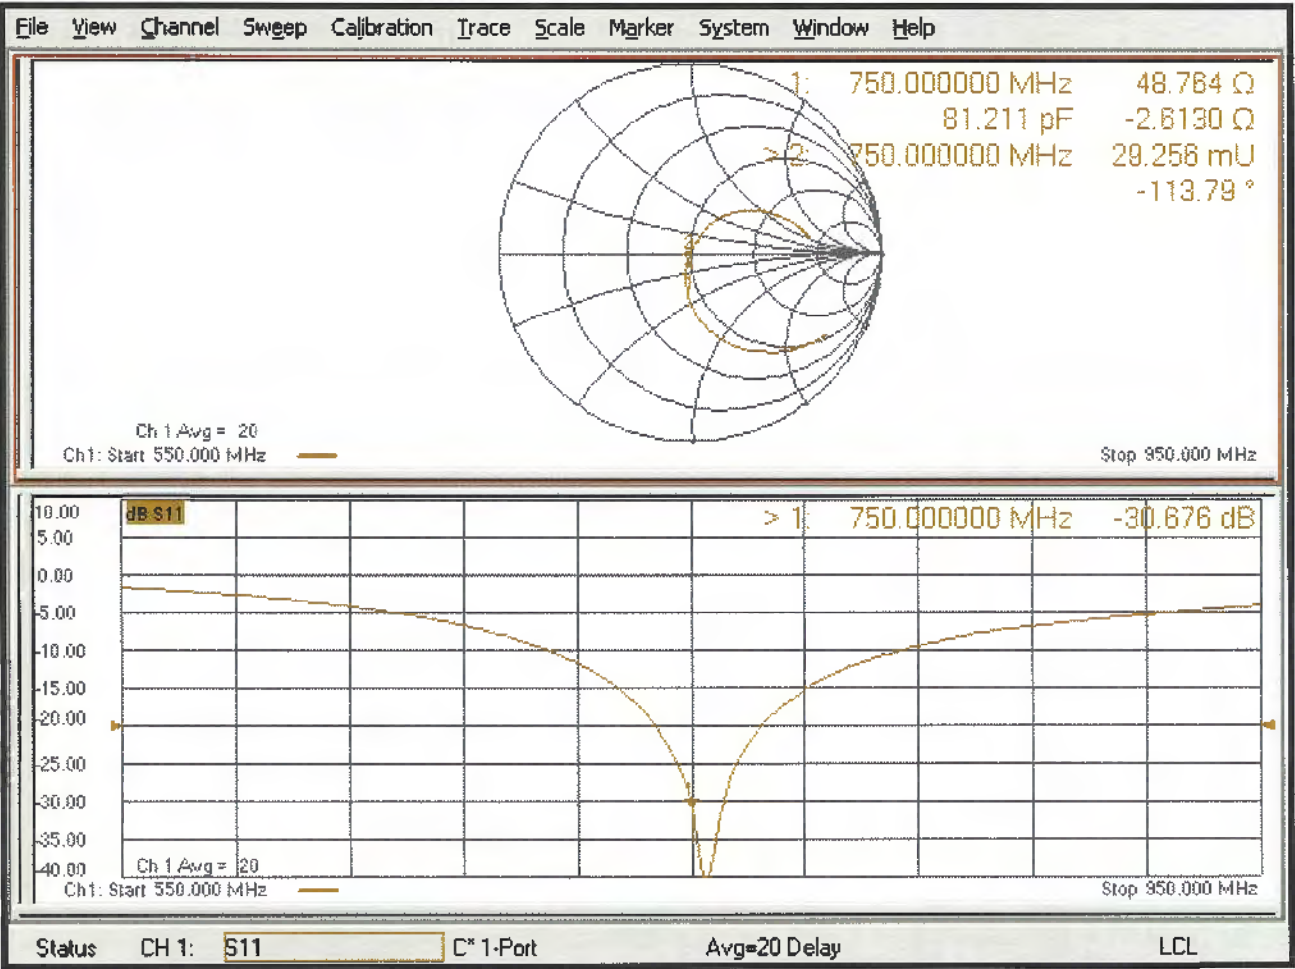 File View Channel Sweep Calibration Trace Scale Marker System Window Help
1: 750.000000 MHz 48.764 Ω
81.211 pF -2.6130 Ω
> 2: 750.000000 MHz 29.256 mU
-113.79 °
Ch 1 Avg = 20
Ch1: Start 550.000 MHz
Stop 950.000 MHz
10.00
dB S11
> 1: 750.000000 MHz -30.676 dB
5.00
0.00
-5.00
-10.00
-15.00
-20.00
-25.00
-30.00
-35.00
-40.00
Ch 1 Avg = 20
Ch1: Start 550.000 MHz
Stop 950.000 MHz
Status CH 1: S11 C* 1-Port Avg=20 Delay LCL